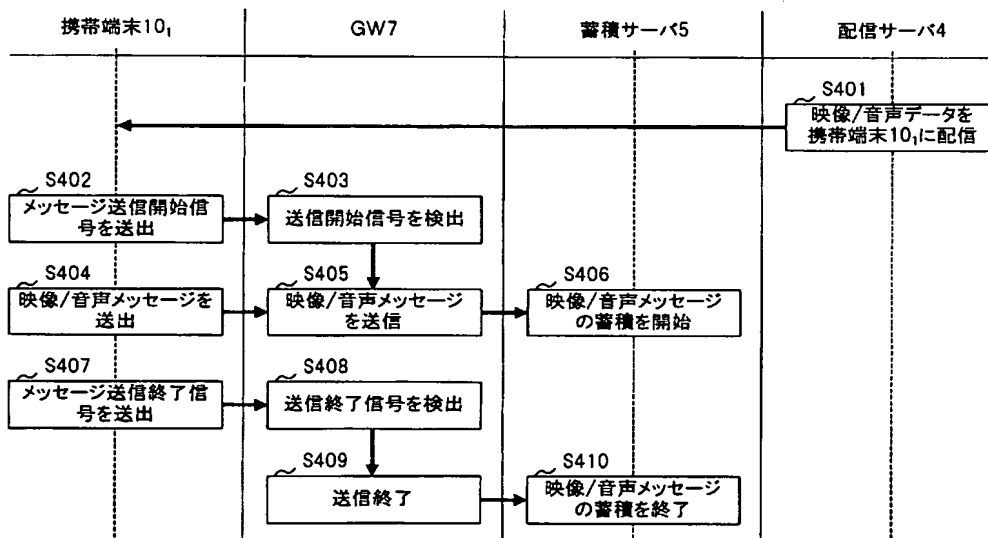 携帯端末10₁
GW7
蓄積サーバ5
配信サーバ4
S401
映像/音声データを
携帯端末10₁に配信
S402
メッセージ送信開始信
号を送出
S403
送信開始信号を検出
S404
映像/音声メッセージを
送出
S405
映像/音声メッセージ
を送信
S406
映像/音声メッセージ
の蓄積を開始
S407
メッセージ送信終了信
号を送出
S408
送信終了信号を検出
S409
送信終了
S410
映像/音声メッセージ
の蓄積を終了